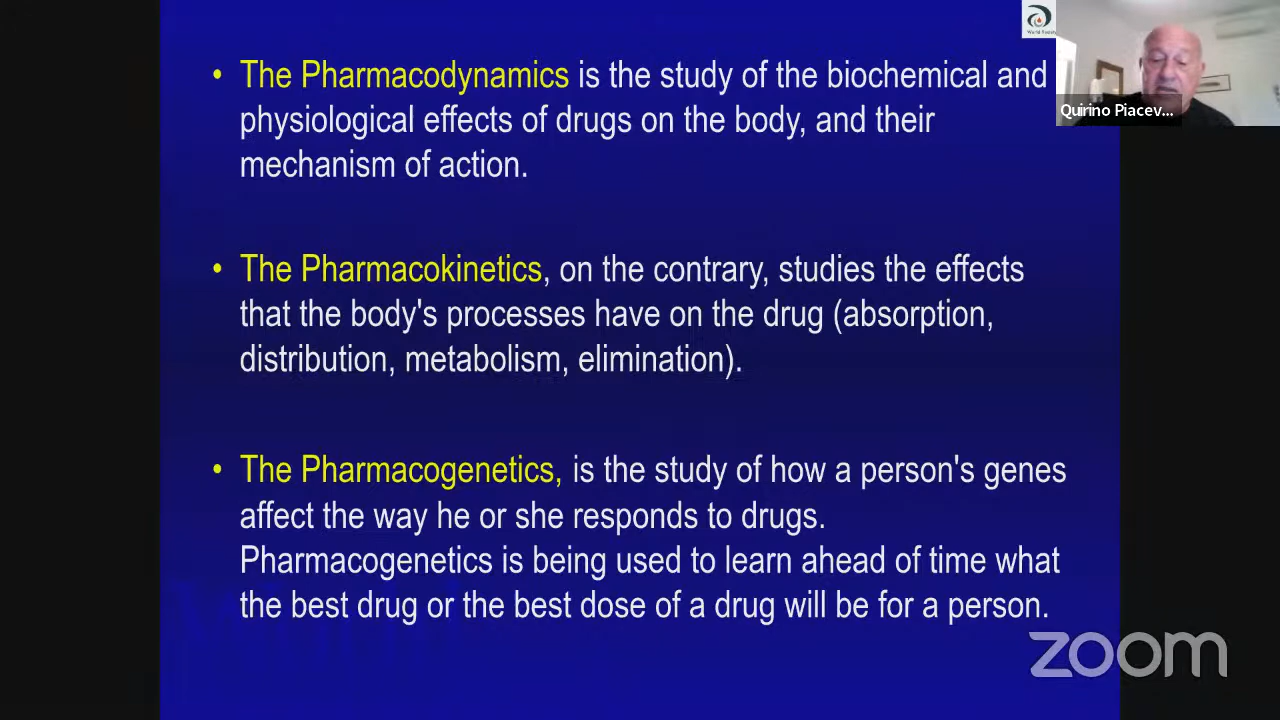 • The Pharmacodynamics is the study of the biochemical and
physiological effects of drugs on the body, and their
mechanism of action.
• The Pharmacokinetics, on the contrary, studies the effects
that the body's processes have on the drug (absorption,
distribution, metabolism, elimination).
• The Pharmacogenetics, is the study of how a person's genes
affect the way he or she responds to drugs.
Pharmacogenetics is being used to learn ahead of time what
the best drug or the best dose of a drug will be for a person.
World
Quirino Piacev...
zoom